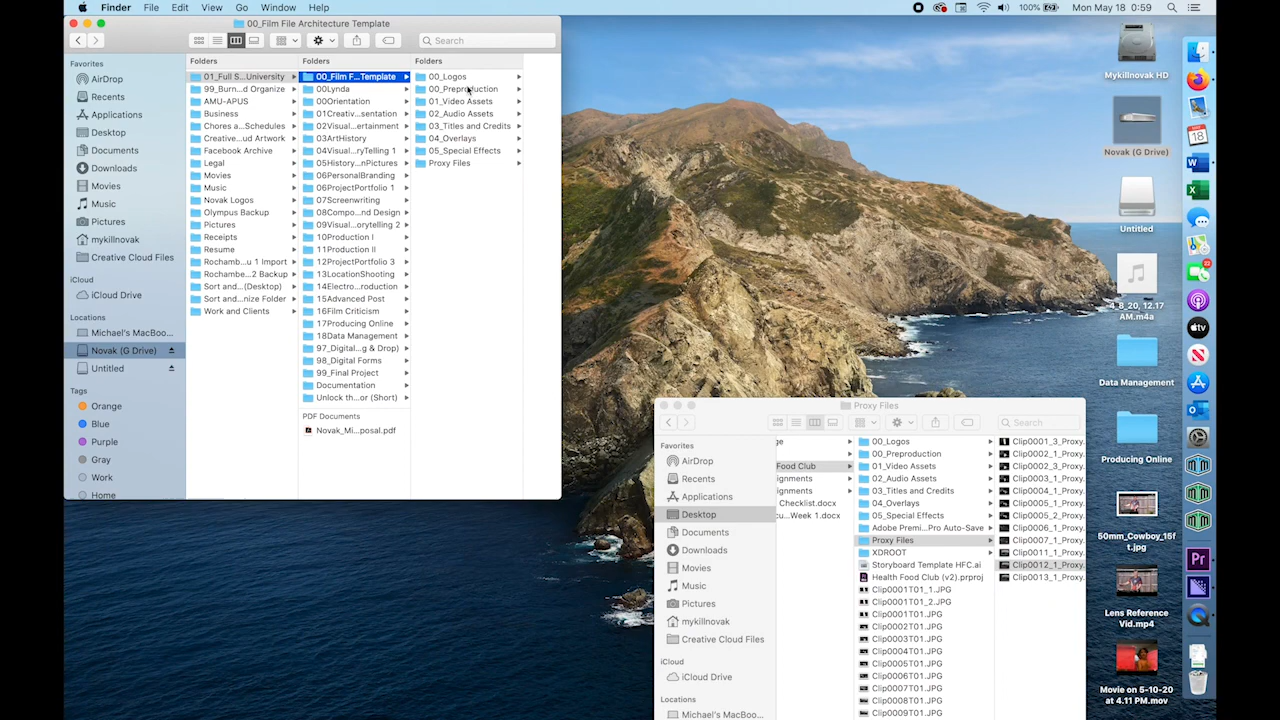 Finder File Edit View Go Window Help
100% Mon May 18 0:59
00_Film File Architecture Template
Search
Favorites
AirDrop
Recents
Applications
Desktop
Documents
Downloads
Movies
Music
Pictures
mykillnovak
Creative Cloud Files
iCloud
iCloud Drive
Locations
Michael's MacBoo...
Novak (G Drive)
Untitled
Tags
Orange
Blue
Purple
Gray
Work
Home
Folders
01_Full S...University
99_Burn...d Organize
AMU-APUS
Business
Chores a...Schedules
Creative...ud Artwork
Facebook Archive
Legal
Movies
Music
Novak Logos
Olympus Backup
Pictures
Receipts
Resume
Rochamb...u 1 Import
Rochambe...2 Backup
Sort and...(Desktop)
Sort and...nize Folder
Work and Clients
Folders
00_Film F...Template
00Lynda
00Orientation
01Creativ...sentation
02Visual...ertainment
03ArtHistory
04Visual...ryTelling 1
05History...nPictures
06PersonalBranding
06ProjectPortfolio 1
07Screenwriting
08Compo...nd Design
09Visual...orytelling 2
10Production I
11Production II
12ProjectPortfolio 3
13LocationShooting
14Electro...roduction
15Advanced Post
16Film Criticism
17Producing Online
18Data Management
97_Digital...g & Drop)
98_Digital Forms
99_Final Project
Documentation
Unlock th...or (Short)
PDF Documents
Novak_Mi...posal.pdf
Folders
00_Logos
00_Preproduction
01_Video Assets
02_Audio Assets
03_Titles and Credits
04_Overlays
05_Special Effects
Proxy Files
Proxy Files
Search
Favorites
AirDrop
Recents
Applications
Desktop
Documents
Downloads
Movies
Music
Pictures
mykillnovak
Creative Cloud Files
iCloud
iCloud Drive
Locations
Michael's MacBoo...
ge
Food Club
ignments
ignments
Checklist.docx
cu...Week 1.docx
00_Logos
00_Preproduction
01_Video Assets
02_Audio Assets
03_Titles and Credits
04_Overlays
05_Special Effects
Adobe Premi...Pro Auto-Save
Proxy Files
XDROOT
Storyboard Template HFC.ai
Health Food Club (v2).prproj
Clip0001T01_1.JPG
Clip0001T01_2.JPG
Clip0001T01.JPG
Clip0002T01.JPG
Clip0003T01.JPG
Clip0004T01.JPG
Clip0005T01.JPG
Clip0006T01.JPG
Clip0007T01.JPG
Clip0008T01.JPG
Clip0009T01.JPG
Clip0001_3_Proxy.
Clip0002_1_Proxy.
Clip0002_3_Proxy.
Clip0003_1_Proxy.
Clip0004_1_Proxy.
Clip0005_1_Proxy.
Clip0005_2_Proxy.
Clip0006_1_Proxy.
Clip0007_1_Proxy.
Clip0011_1_Proxy.
Clip0012_1_Proxy.
Clip0013_1_Proxy.
Mykillnovak HD
Novak (G Drive)
Untitled
4_8_20, 12.17
AM.m4a
Data Management
Producing Online
50mm_Cowboy_15f
t.jpg
Lens Reference
Vid.mp4
Movie on 5-10-20
at 4.11 PM.mov
18
22
tv
Pr